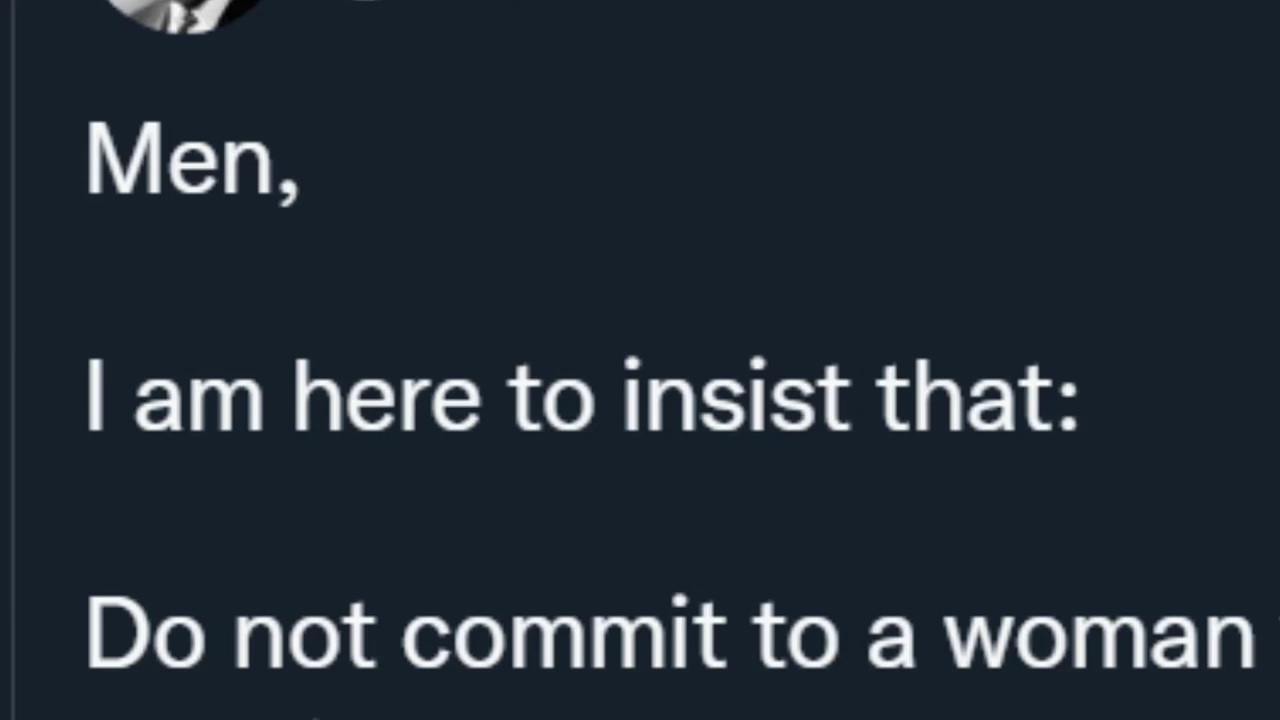 Men,
I am here to insist that:
Do not commit to a woman